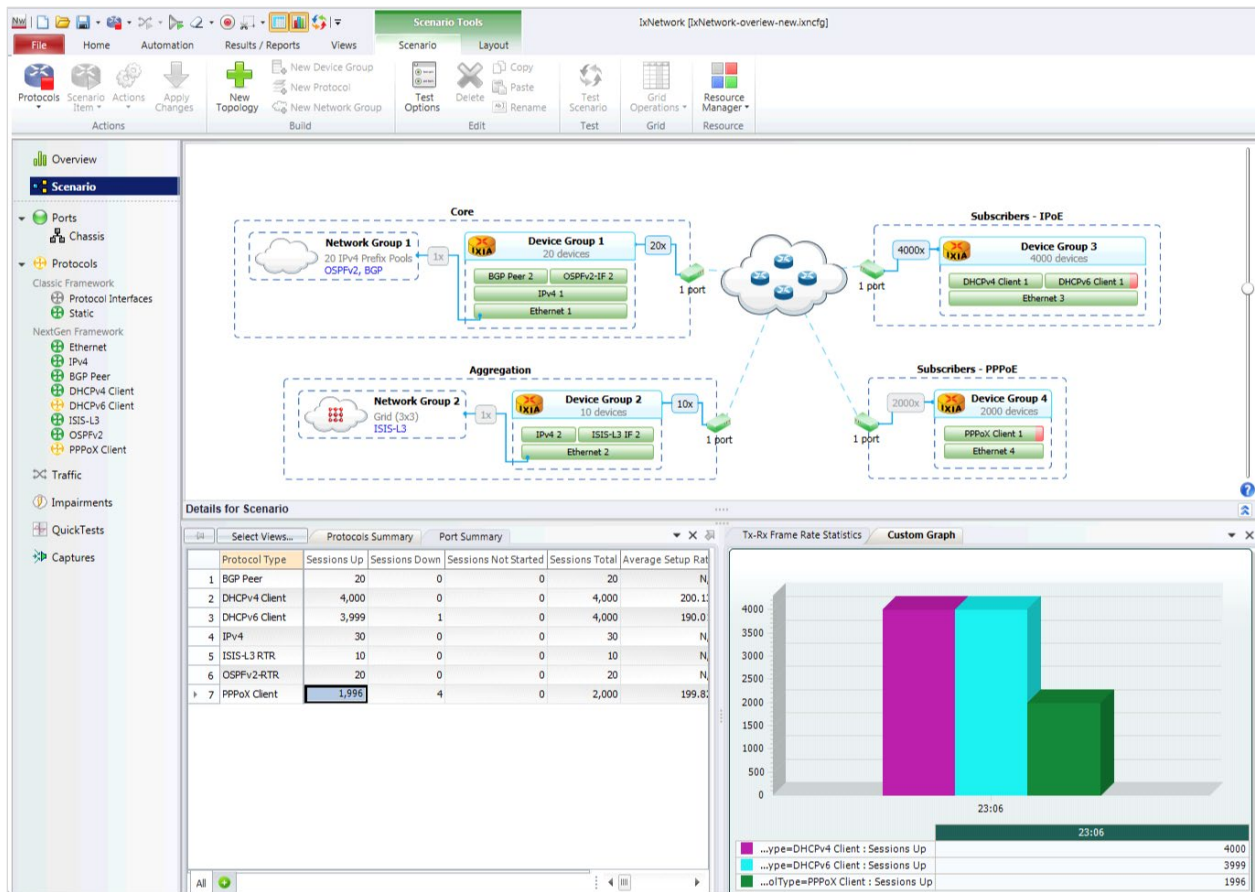 Nw
Scenario Tools
IxNetwork [IxNetwork-overiew-new.ixncfg]
File Home Automation Results / Reports Views Scenario Layout
Protocols
Scenario Item
Actions
Apply Changes
New Topology
New Device Group
New Protocol
New Network Group
Test Options
Delete
Copy
Paste
Rename
Test Scenario
Grid Operations
Resource Manager
Actions Build Edit Test Grid Resource
Overview
Scenario
Ports
Chassis
Protocols
Classic Framework
Protocol Interfaces
Static
NextGen Framework
Ethernet
IPv4
BGP Peer
DHCPv4 Client
DHCPv6 Client
ISIS-L3
OSPFv2
PPPoX Client
Traffic
Impairments
QuickTests
Captures
Core
Network Group 1
20 IPv4 Prefix Pools
OSPFv2, BGP
1x
IXIA
Device Group 1
20 devices
BGP Peer 2 OSPFv2-IF 2
IPv4 1
Ethernet 1
20x
1 port
Subscribers - IPoE
1 port
4000x
IXIA
Device Group 3
4000 devices
DHCPv4 Client 1 DHCPv6 Client 1
Ethernet 3
Aggregation
Network Group 2
Grid (3x3)
ISIS-L3
1x
IXIA
Device Group 2
10 devices
IPv4 2 ISIS-L3 IF 2
Ethernet 2
10x
1 port
Subscribers - PPPoE
1 port
2000x
IXIA
Device Group 4
2000 devices
PPPoX Client 1
Ethernet 4
Details for Scenario
Select Views... Protocols Summary Port Summary
Protocol Type Sessions Up Sessions Down Sessions Not Started Sessions Total Average Setup Rat
1 BGP Peer 20 0 0 20 N,
2 DHCPv4 Client 4,000 0 0 4,000 200.1
3 DHCPv6 Client 3,999 1 0 4,000 190.0
4 IPv4 30 0 0 30 N,
5 ISIS-L3 RTR 10 0 0 10 N,
6 OSPFv2-RTR 20 0 0 20 N,
7 PPPoX Client 1,996 4 0 2,000 199.8
All
Tx-Rx Frame Rate Statistics Custom Graph
4000
3500
3000
2500
2000
1500
1000
500
0
23:06
23:06
...ype=DHCPv4 Client : Sessions Up 4000
...ype=DHCPv6 Client : Sessions Up 3999
...olType=PPPoX Client : Sessions Up 1996